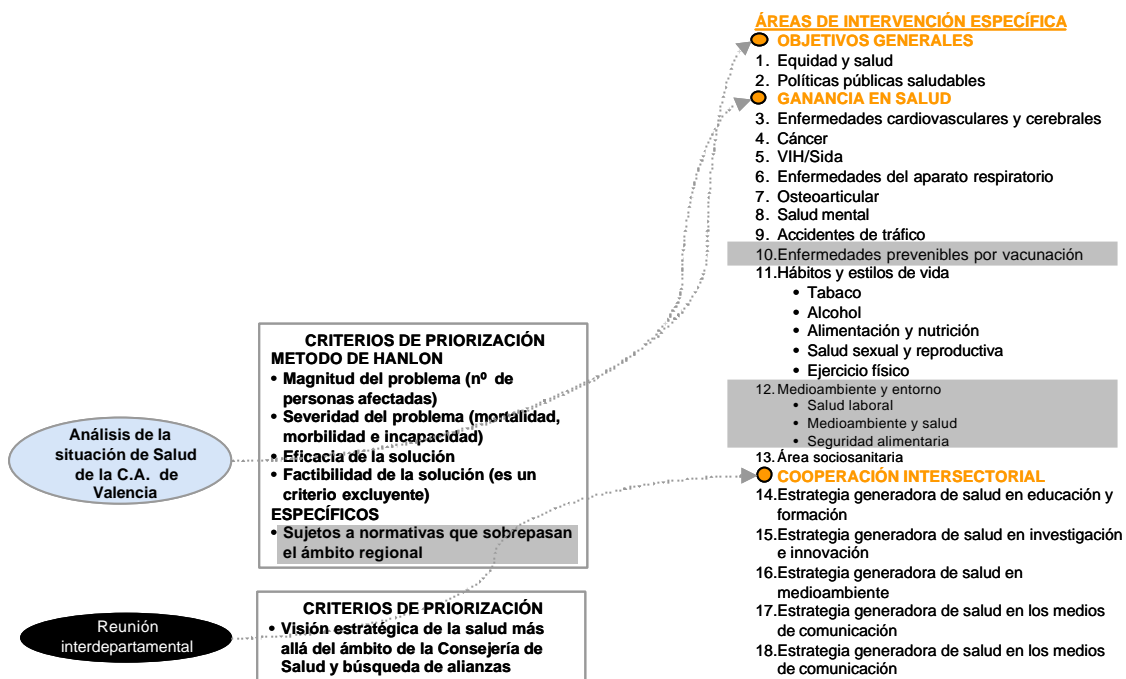 Análisis de la
situación de Salud
de la C.A. de
Valencia
CRITERIOS DE PRIORIZACIÓN
METODO DE HANLON
• Magnitud del problema (nº de
personas afectadas)
• Severidad del problema (mortalidad,
morbilidad e incapacidad)
• Eficacia de la solución
• Factibilidad de la solución (es un
criterio excluyente)
ESPECÍFICOS
• Sujetos a normativas que sobrepasan
el ámbito regional
Reunión
interdepartamental
CRITERIOS DE PRIORIZACIÓN
• Visión estratégica de la salud más
allá del ámbito de la Consejería de
Salud y búsqueda de alianzas
ÁREAS DE INTERVENCIÓN ESPECÍFICA
OBJETIVOS GENERALES
1. Equidad y salud
2. Políticas públicas saludables
GANANCIA EN SALUD
3. Enfermedades cardiovasculares y cerebrales
4. Cáncer
5. VIH/Sida
6. Enfermedades del aparato respiratorio
7. Osteoarticular
8. Salud mental
9. Accidentes de tráfico
10.Enfermedades prevenibles por vacunación
11.Hábitos y estilos de vida
• Tabaco
• Alcohol
• Alimentación y nutrición
• Salud sexual y reproductiva
• Ejercicio físico
12.Medioambiente y entorno
• Salud laboral
• Medioambiente y salud
• Seguridad alimentaria
13.Área sociosanitaria
COOPERACIÓN INTERSECTORIAL
14.Estrategia generadora de salud en educación y
formación
15.Estrategia generadora de salud en investigación
e innovación
16.Estrategia generadora de salud en
medioambiente
17.Estrategia generadora de salud en los medios
de comunicación
18.Estrategia generadora de salud en los medios
de comunicación